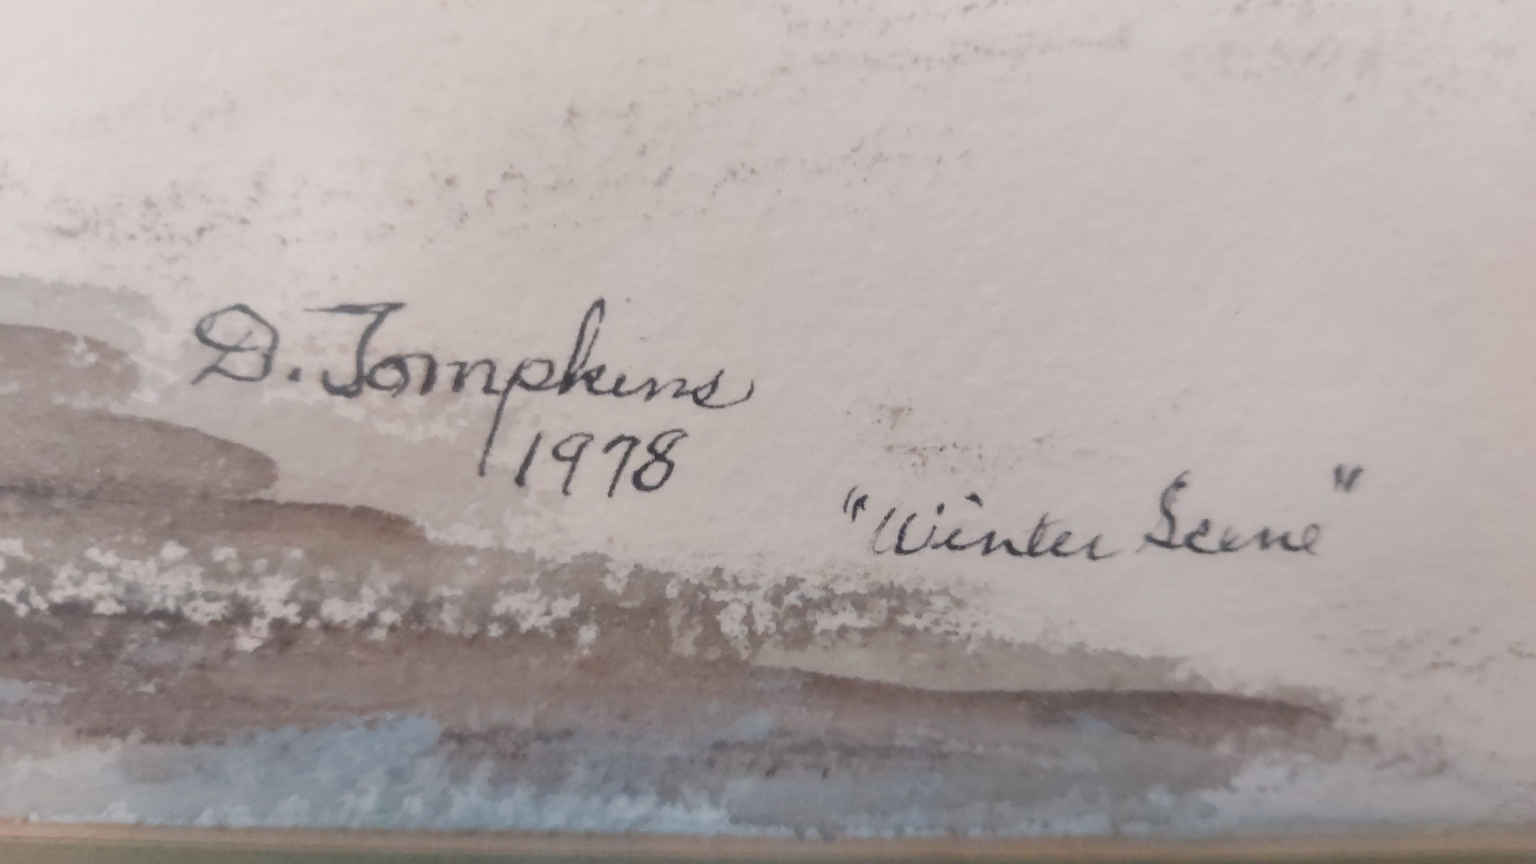 D. Tompkins
1978
"Winter Scene"